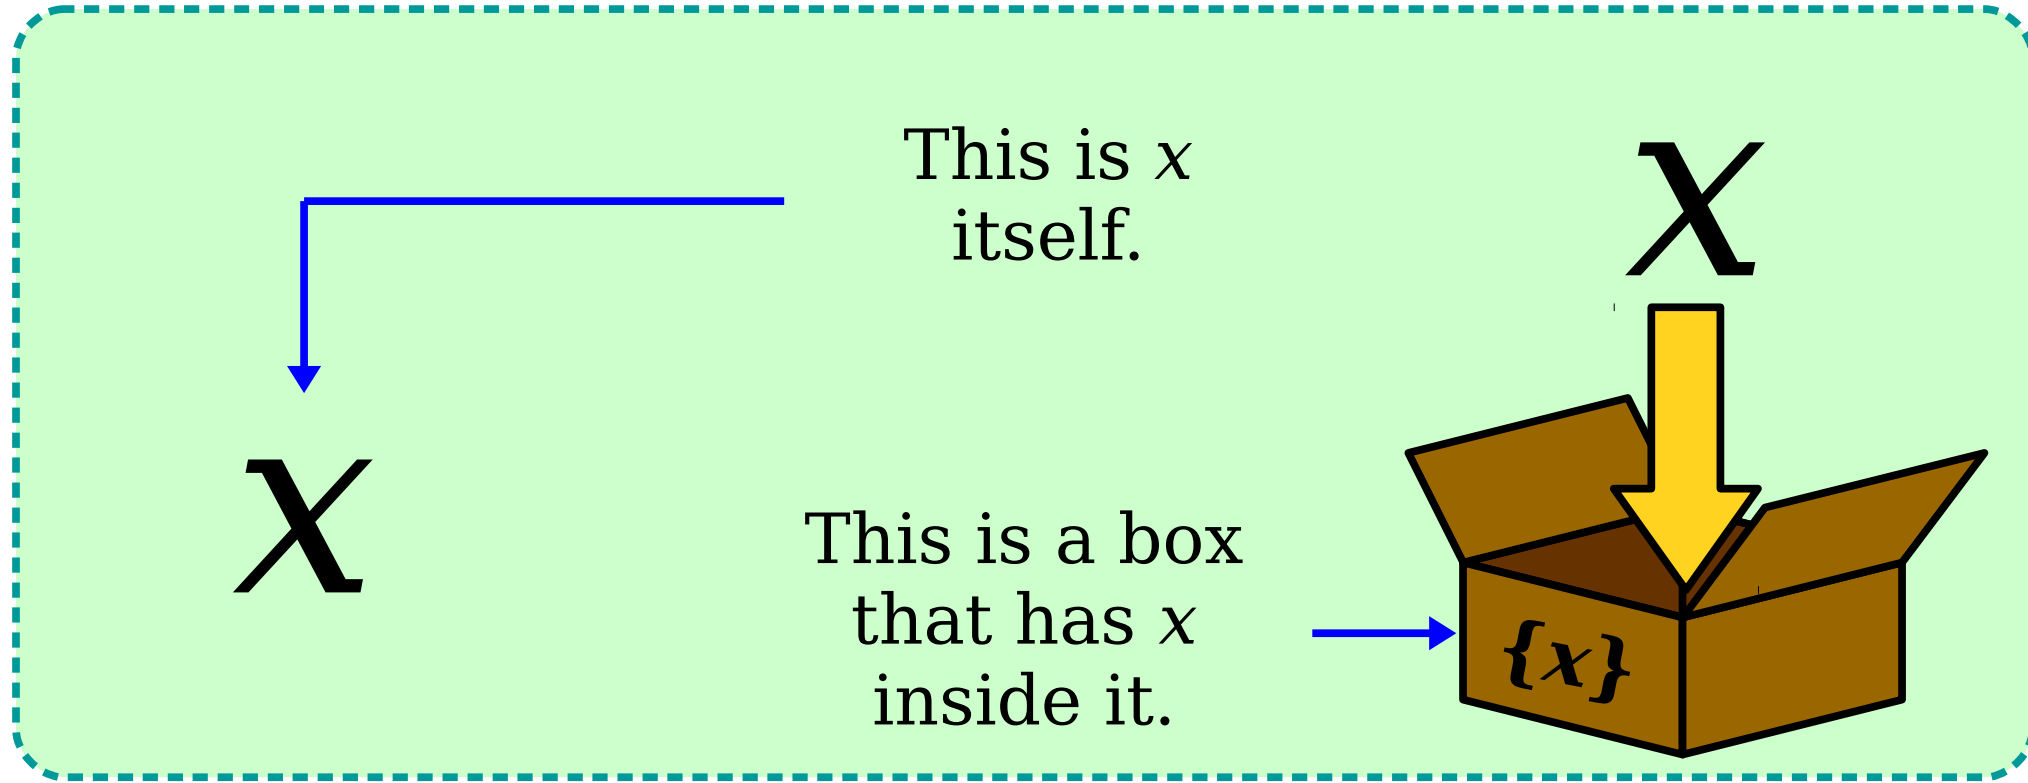 This is x
itself.
x
x
This is a box
that has x
inside it.
{x}